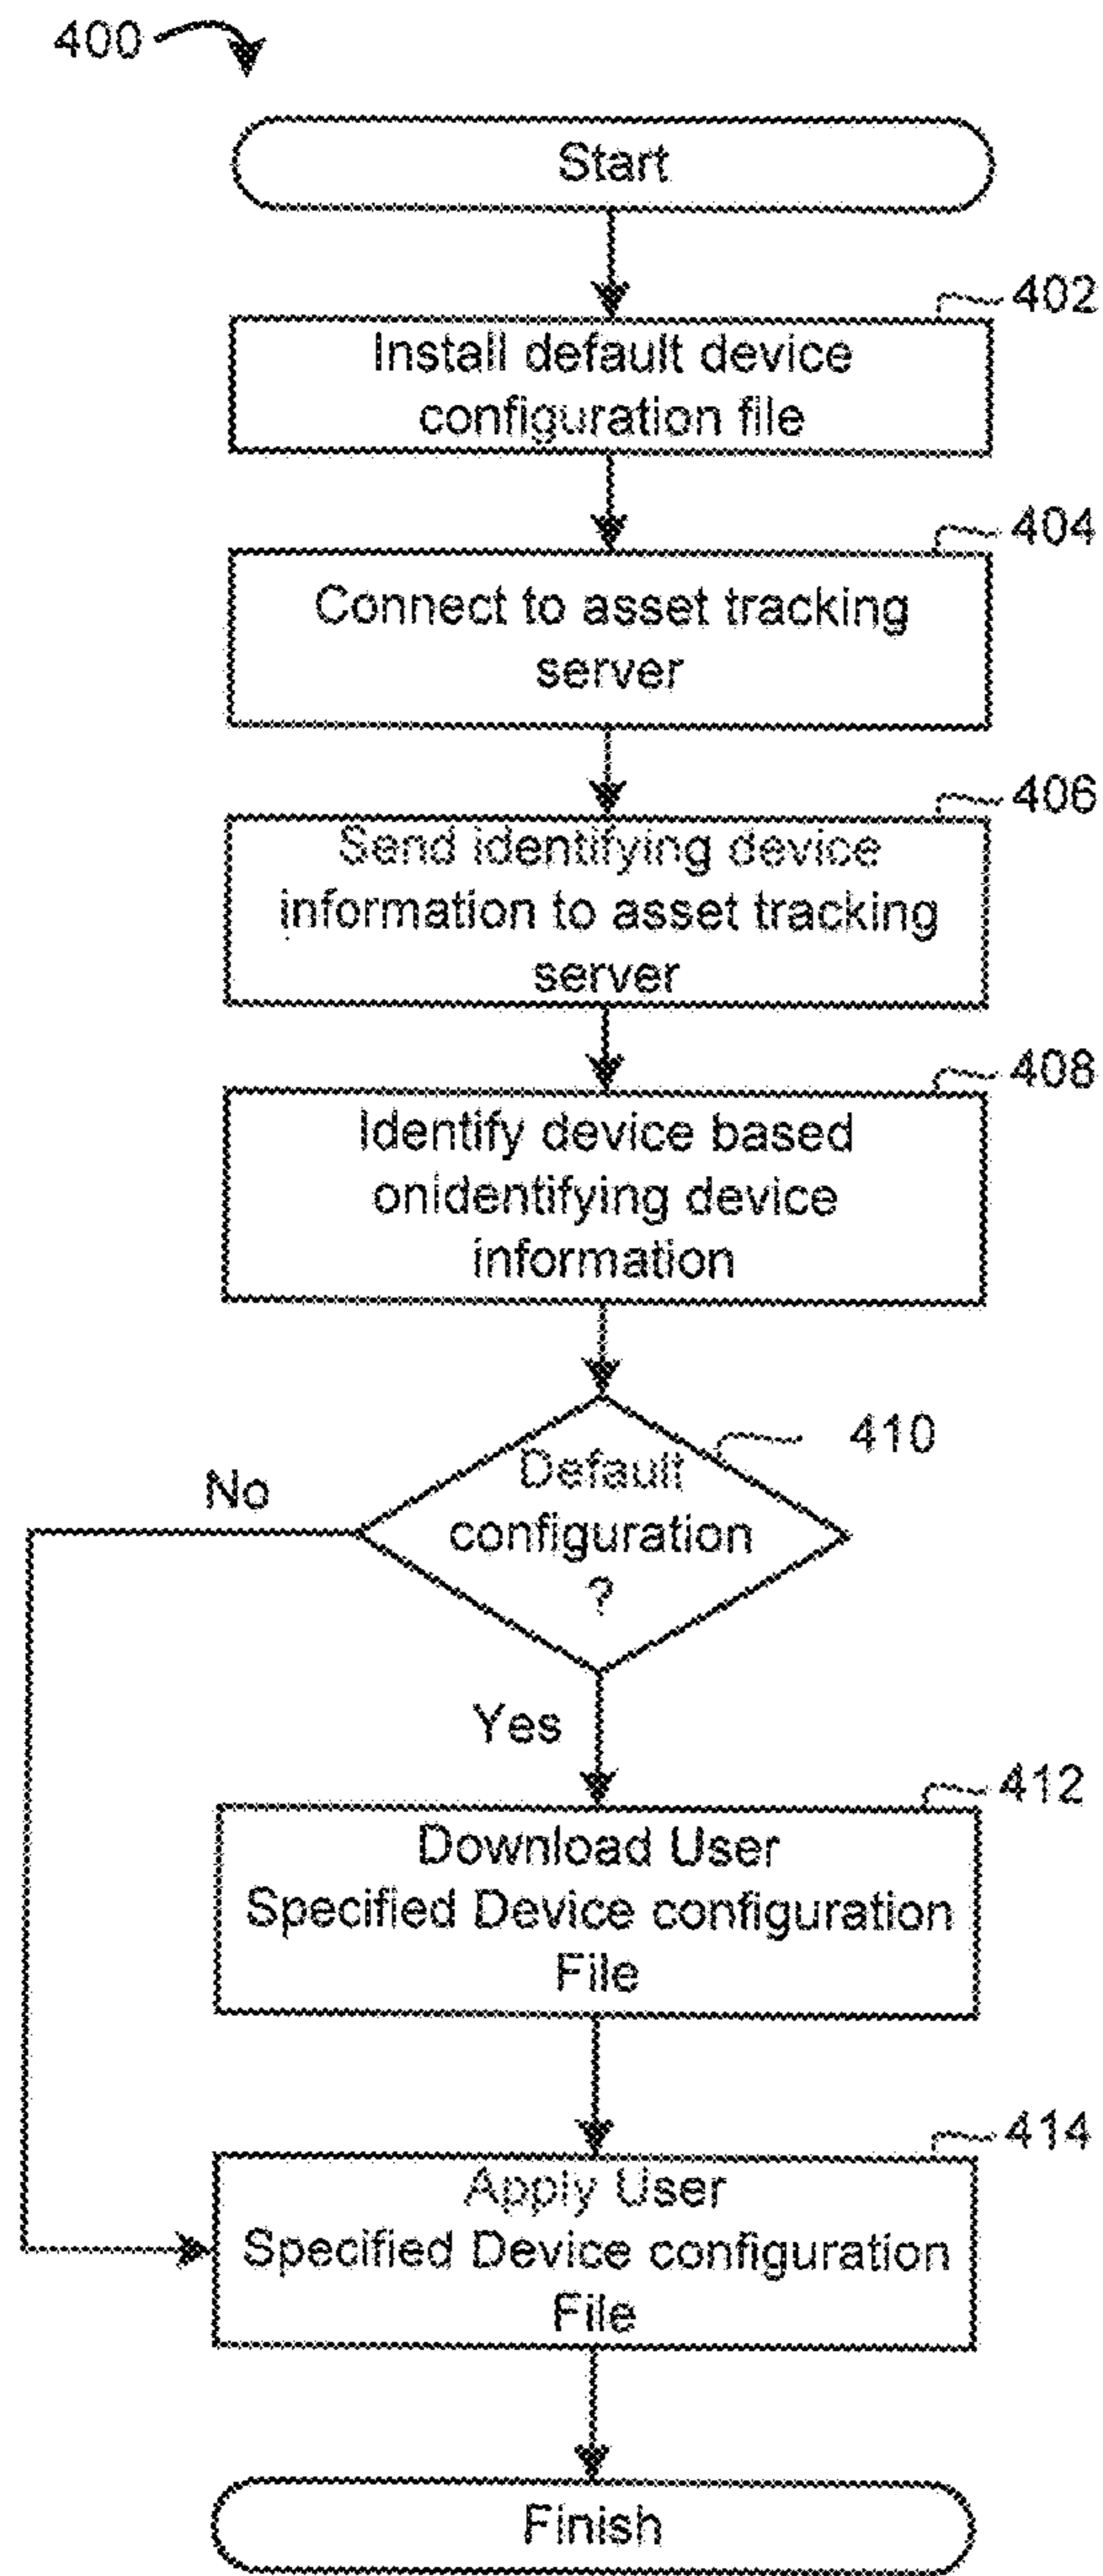 400
Start
402
Install default device
configuration file
404
Connect to asset tracking
server
406
Send identifying device
information to asset tracking
server
408
Identify device based
onidentifying device
information
410
Default
configuration
?
No
Yes
412
Download User
Specified Device configuration
File
414
Apply User
Specified Device configuration
File
Finish